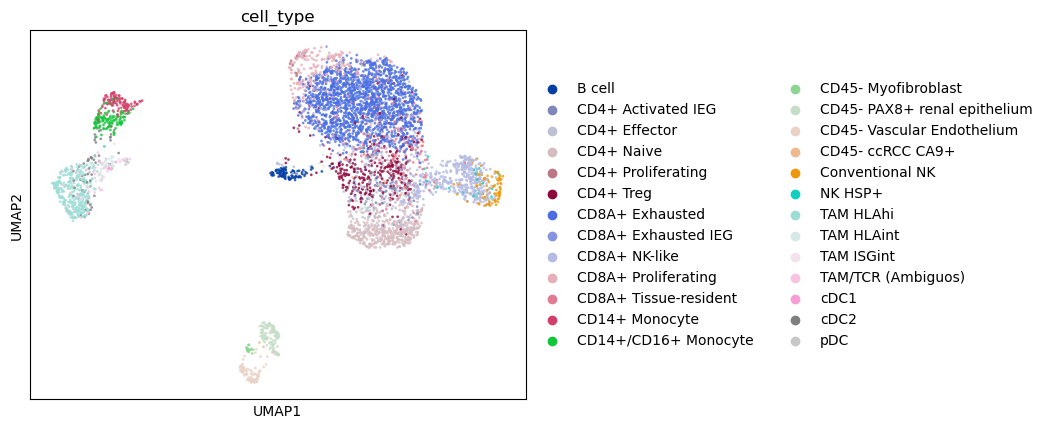 cell_type
UMAP2
UMAP1
B cell
CD4+ Activated IEG
CD4+ Effector
CD4+ Naive
CD4+ Proliferating
CD4+ Treg
CD8A+ Exhausted
CD8A+ Exhausted IEG
CD8A+ NK-like
CD8A+ Proliferating
CD8A+ Tissue-resident
CD14+ Monocyte
CD14+/CD16+ Monocyte
CD45- Myofibroblast
CD45- PAX8+ renal epithelium
CD45- Vascular Endothelium
CD45- ccRCC CA9+
Conventional NK
NK HSP+
TAM HLAhi
TAM HLAint
TAM ISGint
TAM/TCR (Ambiguos)
cDC1
cDC2
pDC